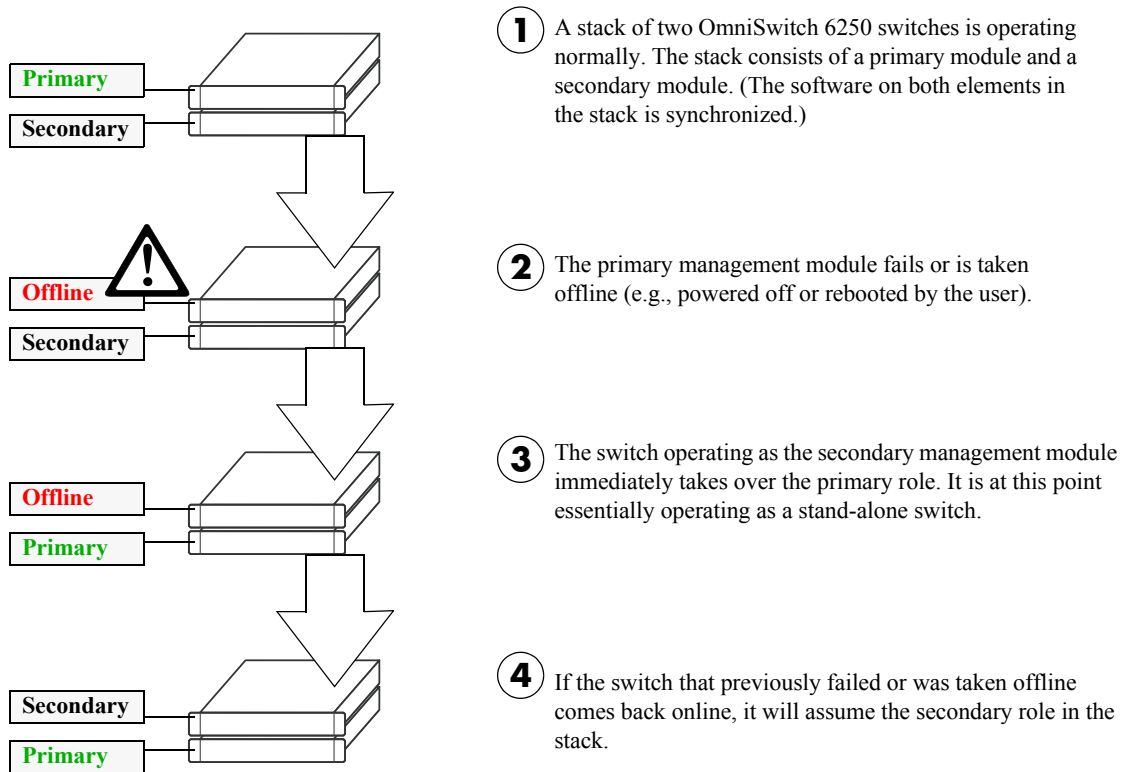 Primary
Secondary
1
A stack of two OmniSwitch 6250 switches is operating
normally. The stack consists of a primary module and a
secondary module. (The software on both elements in
the stack is synchronized.)
Offline
Secondary
2
The primary management module fails or is taken
offline (e.g., powered off or rebooted by the user).
Offline
Primary
3
The switch operating as the secondary management module
immediately takes over the primary role. It is at this point
essentially operating as a stand-alone switch.
Secondary
Primary
4
If the switch that previously failed or was taken offline
comes back online, it will assume the secondary role in the
stack.